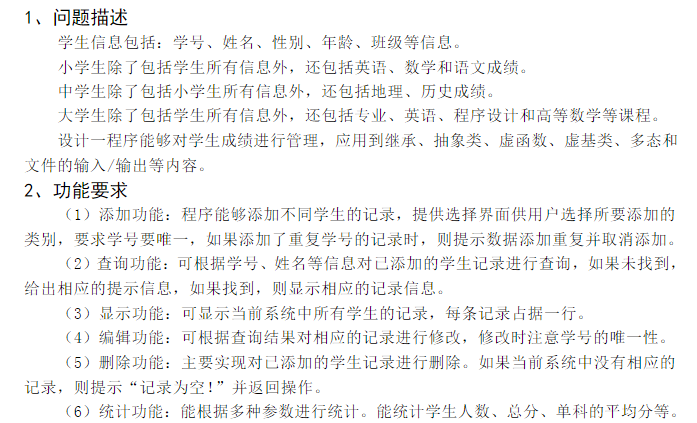 1、问题描述
学生信息包括：学号、姓名、性别、年龄、班级等信息。
小学生除了包括学生所有信息外，还包括英语、数学和语文成绩。
中学生除了包括小学生所有信息外，还包括地理、历史成绩。
大学生除了包括学生所有信息外，还包括专业、英语、程序设计和高等数学等课程。
设计一程序能够对学生成绩进行管理，应用到继承、抽象类、虚函数、虚基类、多态和
文件的输入/输出等内容。
2、功能要求
（1）添加功能：程序能够添加不同学生的记录，提供选择界面供用户选择所要添加的
类别，要求学号要唯一，如果添加了重复学号的记录时，则提示数据添加重复并取消添加。
（2）查询功能：可根据学号、姓名等信息对已添加的学生记录进行查询，如果未找到，
给出相应的提示信息，如果找到，则显示相应的记录信息。
（3）显示功能：可显示当前系统中所有学生的记录，每条记录占据一行。
（4）编辑功能：可根据查询结果对相应的记录进行修改，修改时注意学号的唯一性。
（5）删除功能：主要实现对已添加的学生记录进行删除。如果当前系统中没有相应的
记录，则提示“记录为空！”并返回操作。
（6）统计功能：能根据多种参数进行统计。能统计学生人数、总分、单科的平均分等。